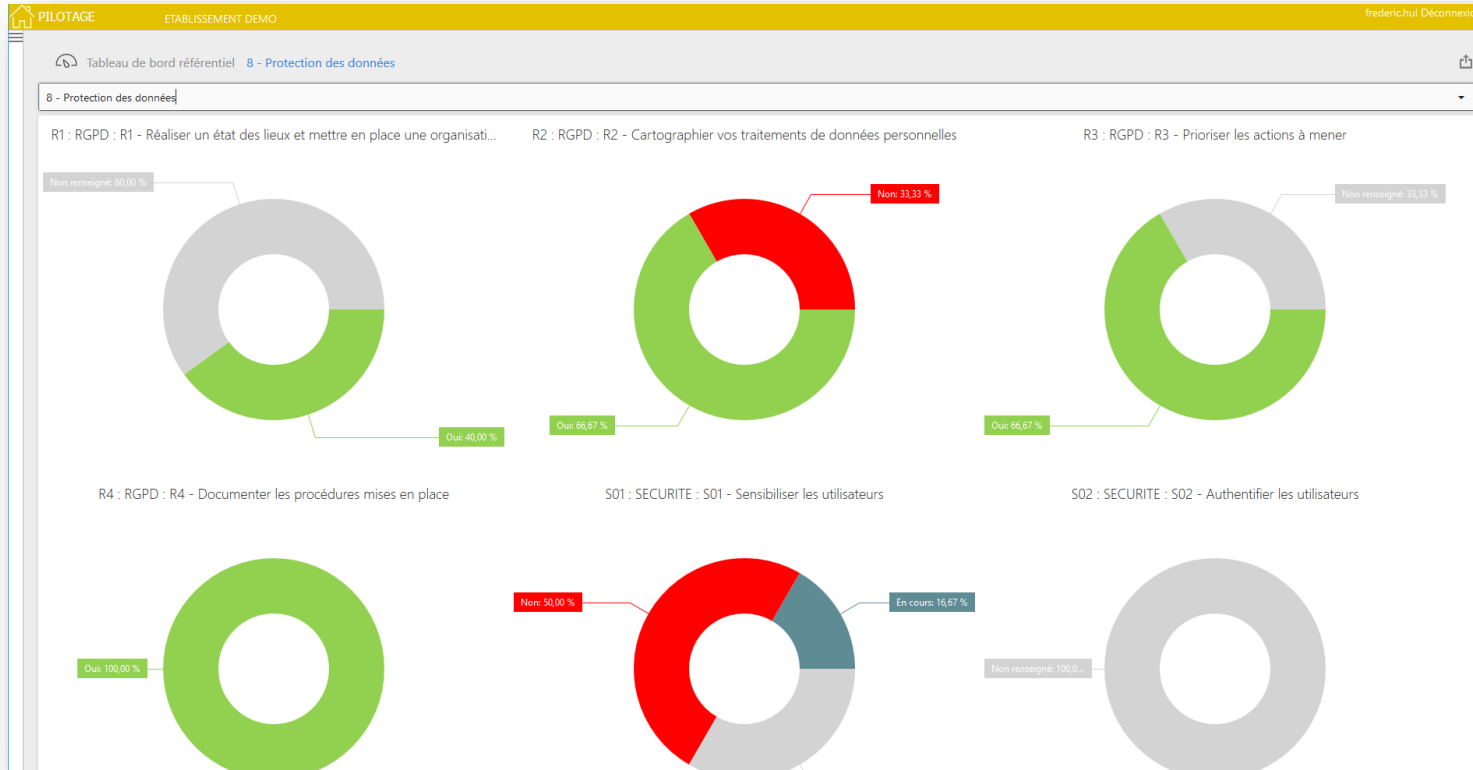 PILOTAGE
ETABLISSEMENT DEMO
frederic.hul Déconnexio
Tableau de bord référentiel 8 - Protection des données
8 - Protection des données
R1 : RGPD : R1 - Réaliser un état des lieux et mettre en place une organisati...
R2 : RGPD : R2 - Cartographier vos traitements de données personnelles
R3 : RGPD : R3 - Prioriser les actions à mener
Non renseigné: 60,00 %
Non: 33,33 %
Non renseigné: 33,33 %
Oui: 40,00 %
Oui: 66,67 %
Oui: 66,67 %
R4 : RGPD : R4 - Documenter les procédures mises en place
S01 : SECURITE : S01 - Sensibiliser les utilisateurs
S02 : SECURITE : S02 - Authentifier les utilisateurs
Oui: 100,00 %
Non: 50,00 %
En cours: 16,67 %
Non renseigné: 100,0...